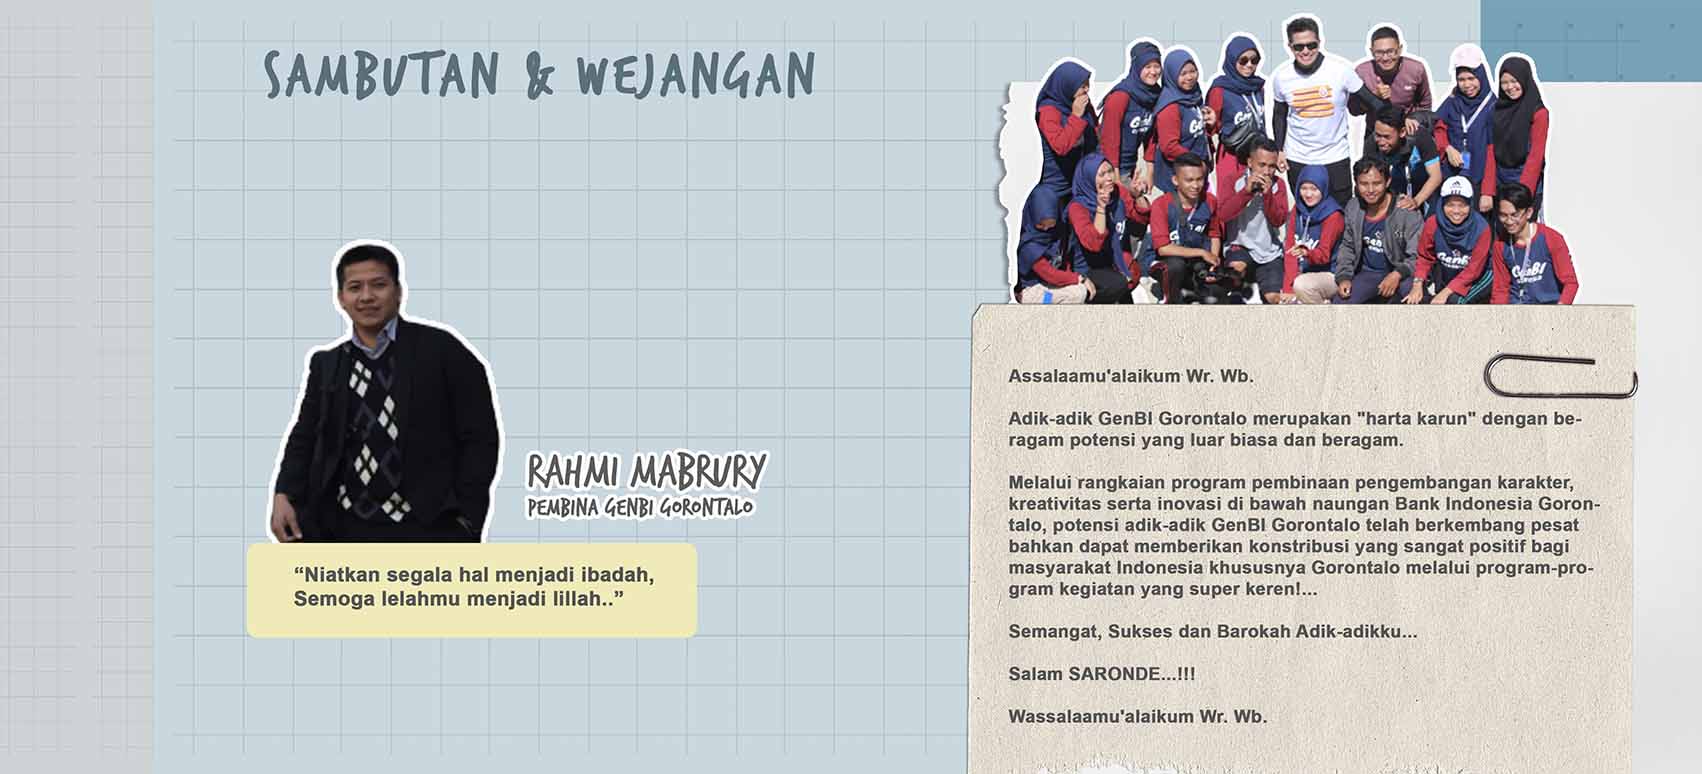 SAMBUTAN & WEJANGAN
RAHMI MABRURY
PEMBINA GENBI GORONTALO
“Niatkan segala hal menjadi ibadah,
Semoga lelahmu menjadi lillah..”
GenBI
Assalaamu'alaikum Wr. Wb.
Adik-adik GenBI Gorontalo merupakan "harta karun" dengan be-
ragam potensi yang luar biasa dan beragam.
Melalui rangkaian program pembinaan pengembangan karakter,
kreativitas serta inovasi di bawah naungan Bank Indonesia Goron-
talo, potensi adik-adik GenBI Gorontalo telah berkembang pesat
bahkan dapat memberikan konstribusi yang sangat positif bagi
masyarakat Indonesia khususnya Gorontalo melalui program-pro-
gram kegiatan yang super keren!...
Semangat, Sukses dan Barokah Adik-adikku...
Salam SARONDE...!!!
Wassalaamu'alaikum Wr. Wb.